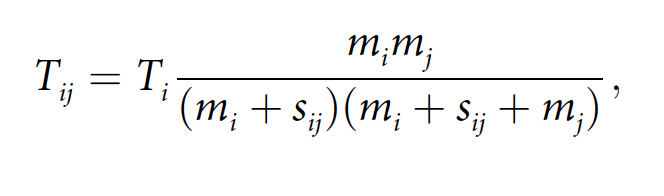 T_{ij} = T_i \frac{m_i m_j}{(m_i + s_{ij})(m_i + s_{ij} + m_j)},